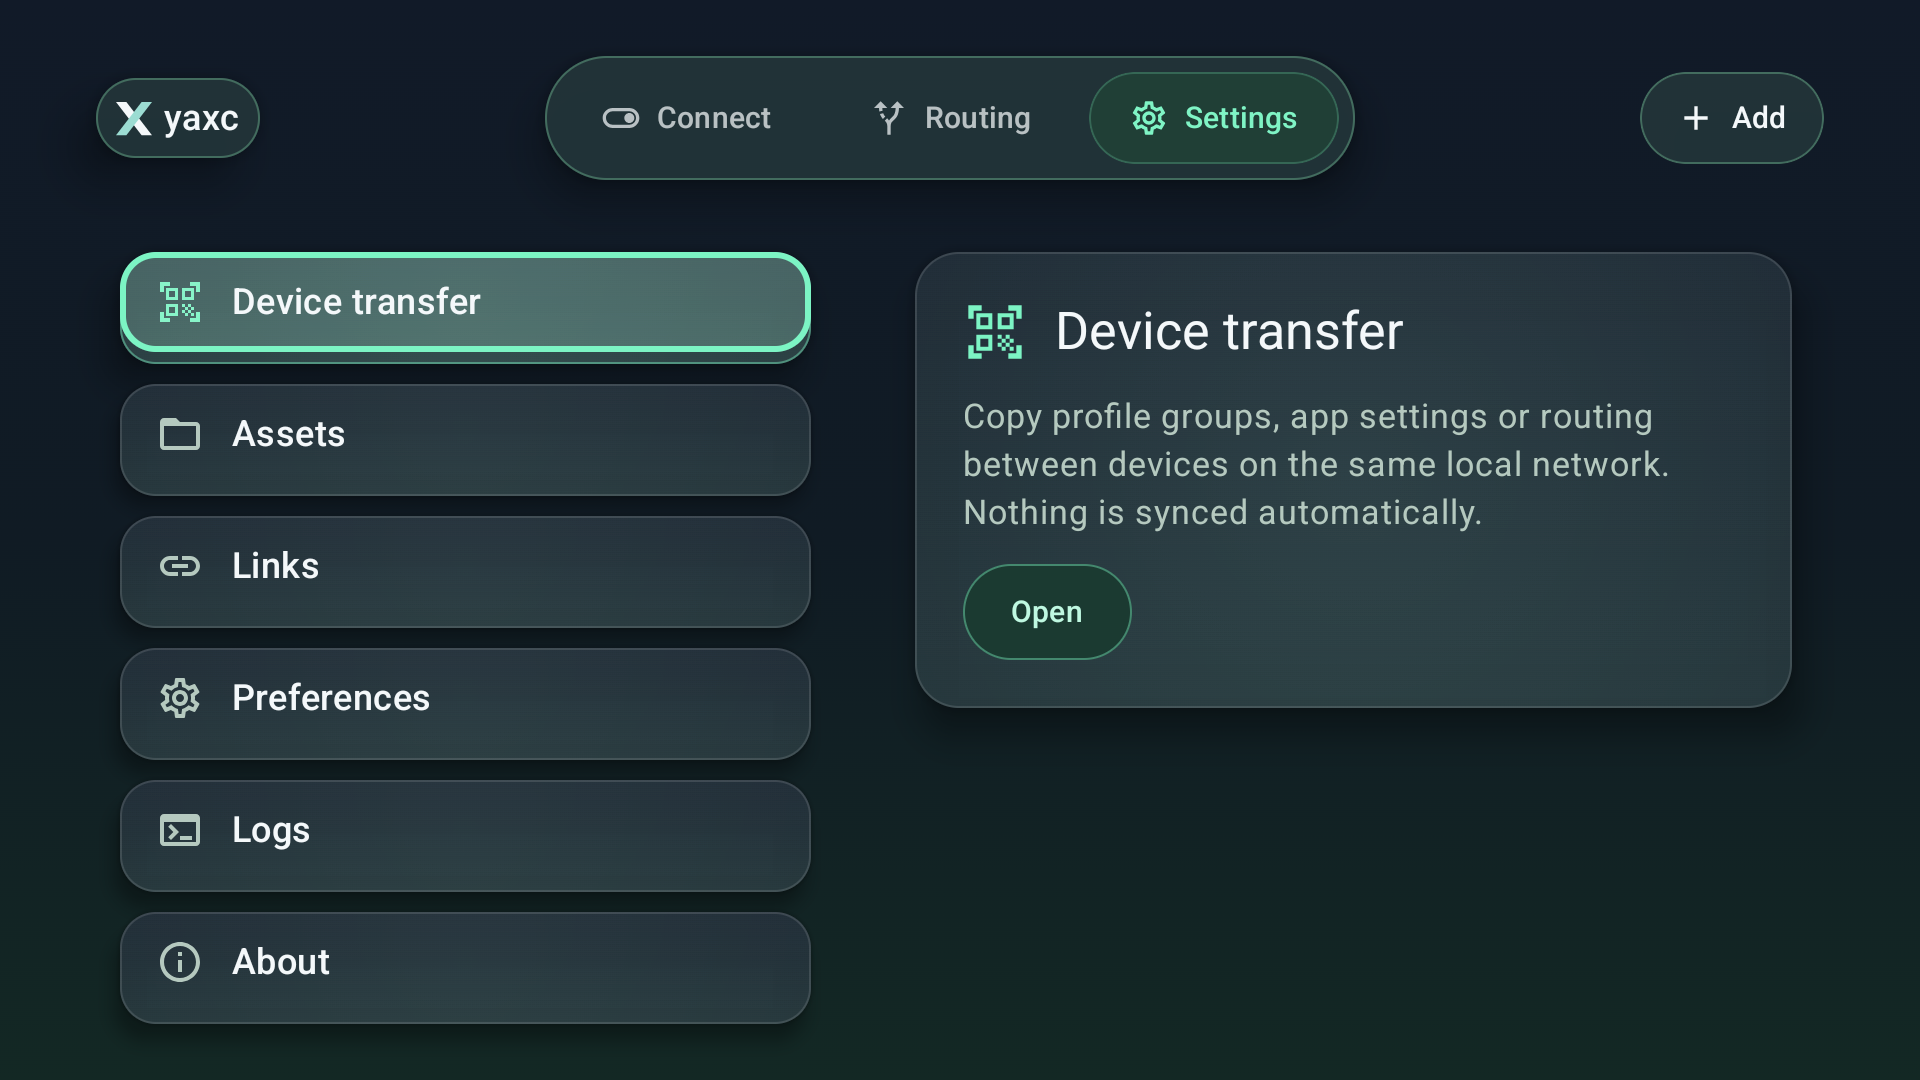 yaxc
Connect
Routing
Settings
Add
Device transfer
Assets
Links
Preferences
Logs
About
Device transfer
Copy profile groups, app settings or routing
between devices on the same local network.
Nothing is synced automatically.
Open